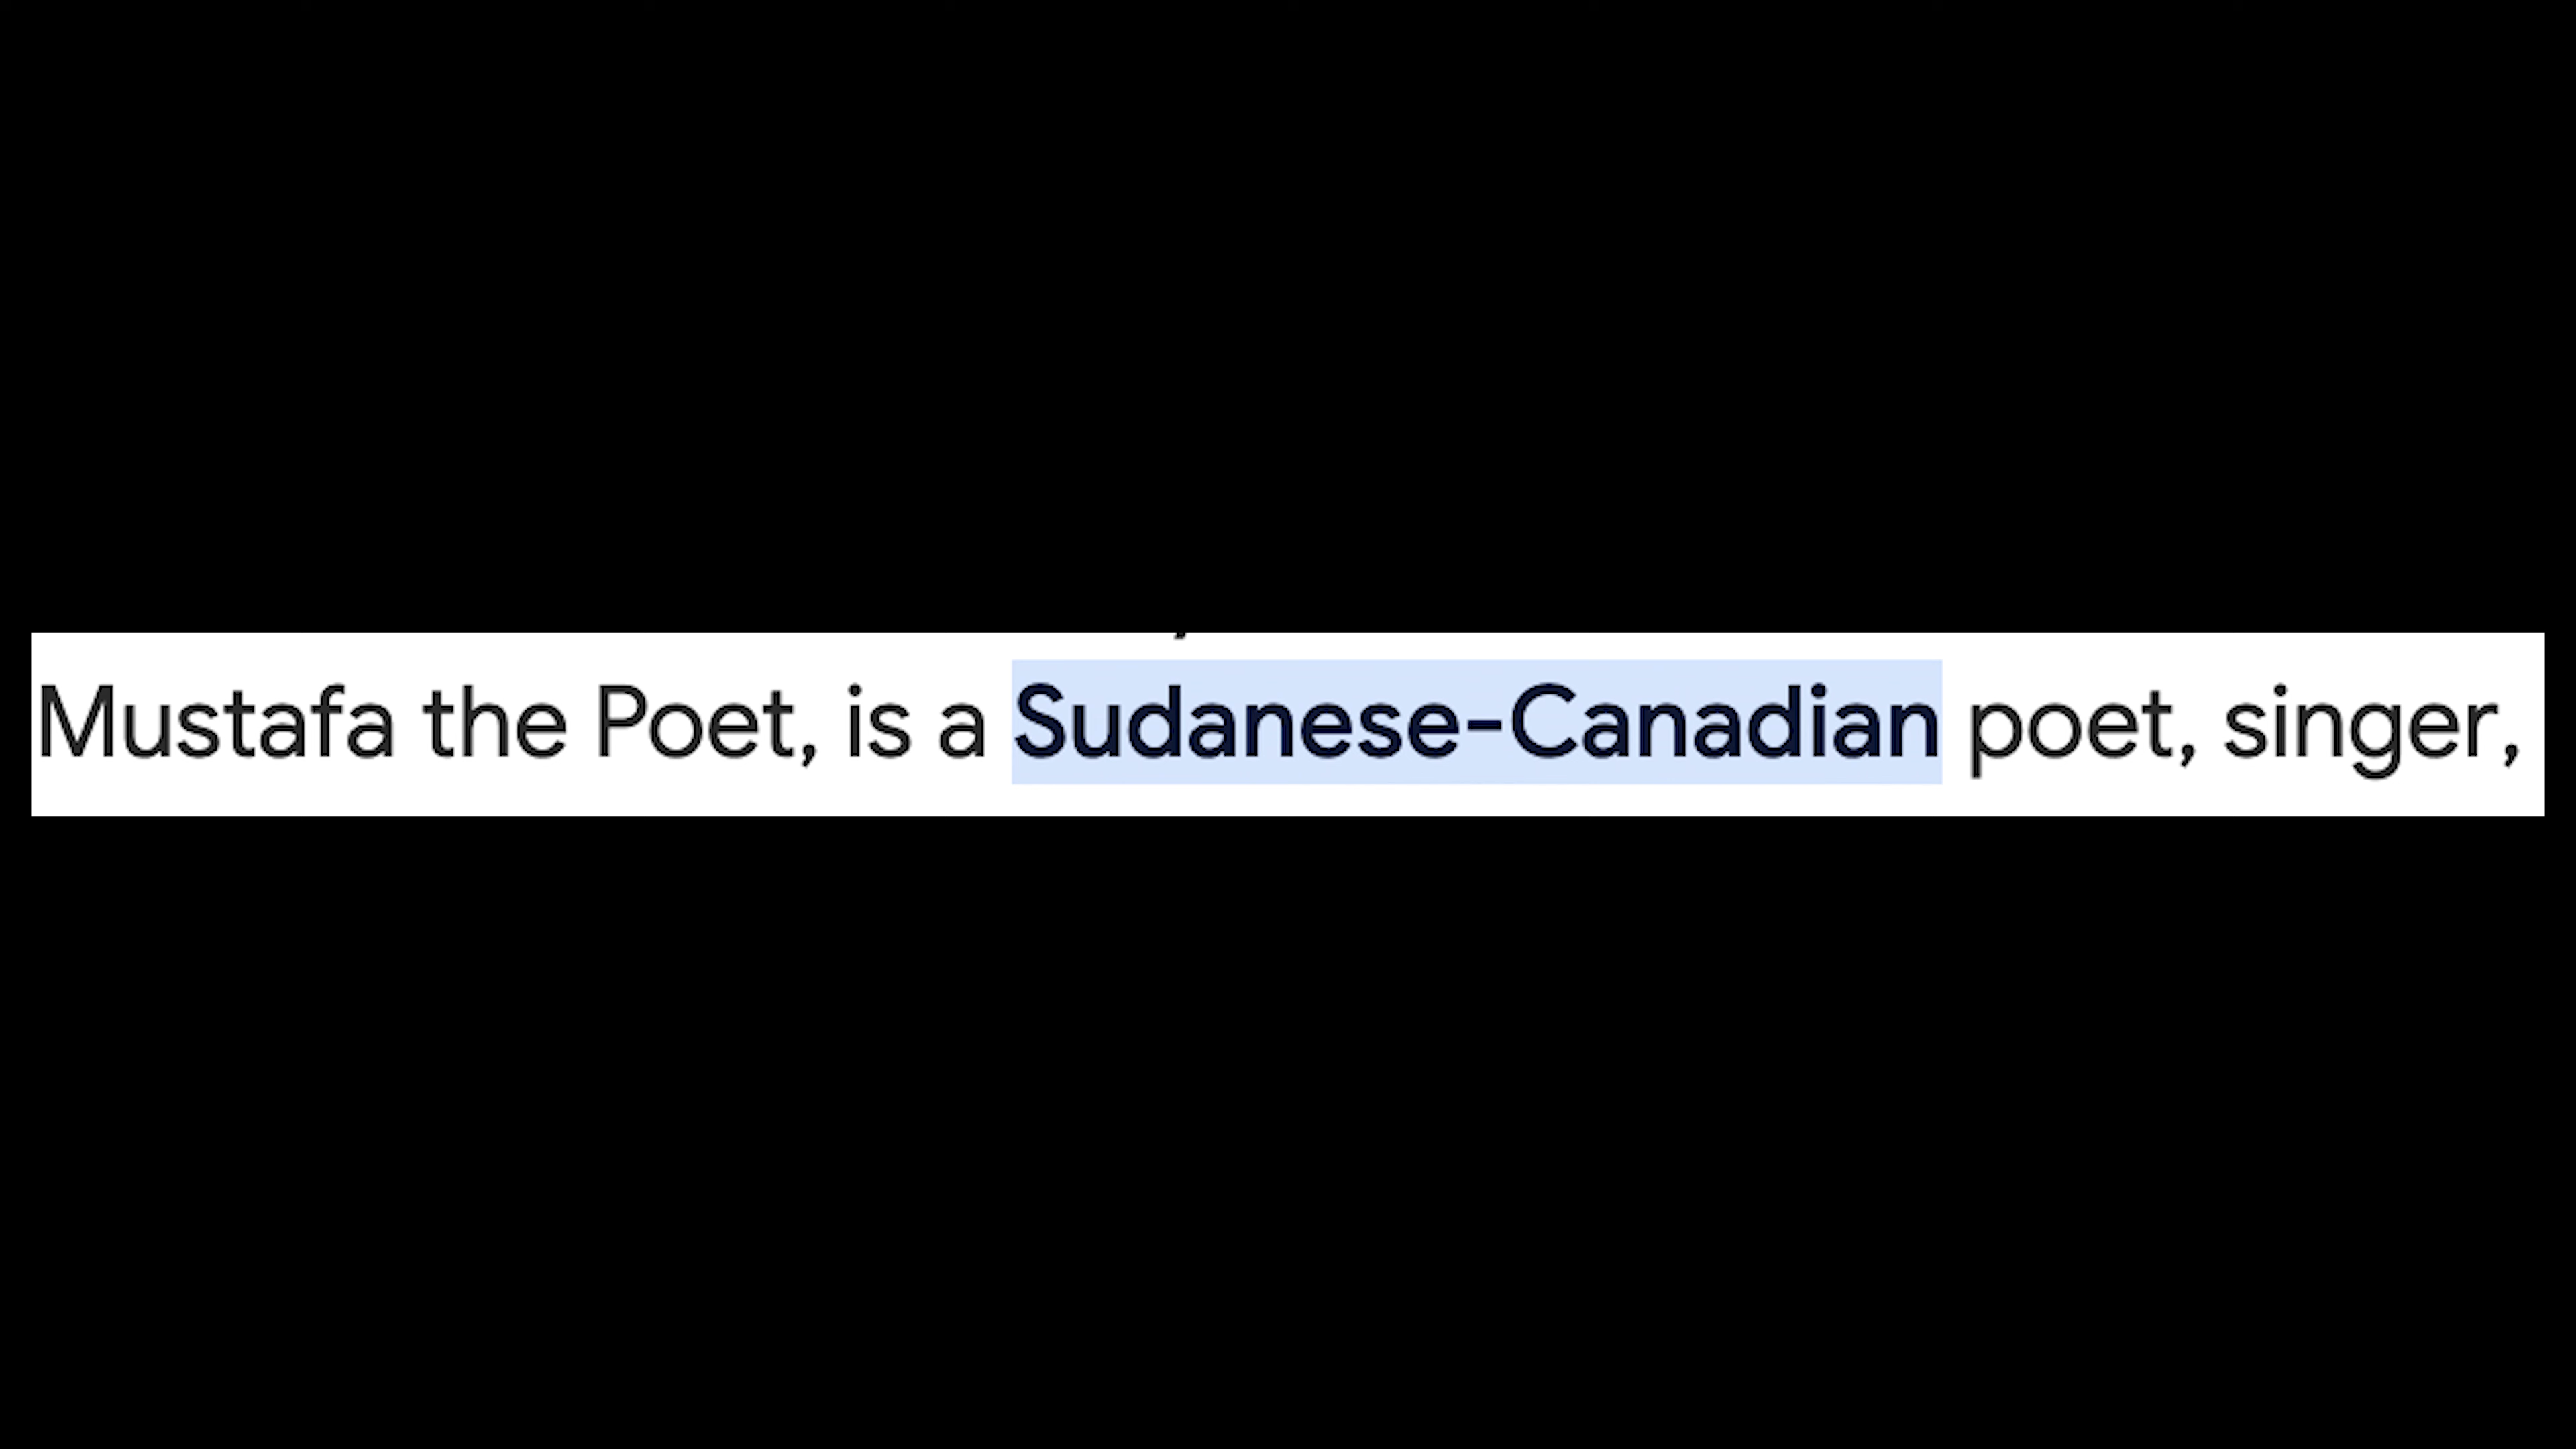 Mustafa the Poet, is a Sudanese-Canadian poet, singer,